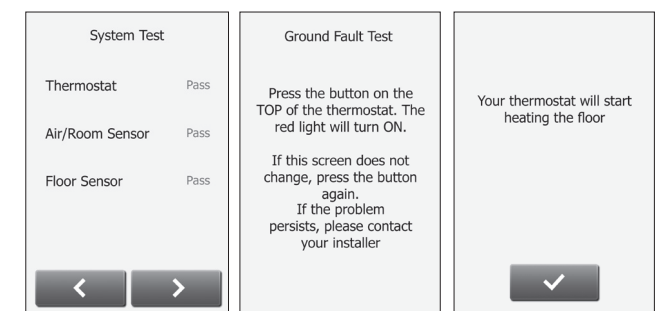 System Test
Thermostat Pass
Air/Room Sensor Pass
Floor Sensor Pass
Ground Fault Test
Press the button on the
TOP of the thermostat. The
red light will turn ON.
If this screen does not
change, press the button
again.
If the problem
persists, please contact
your installer
Your thermostat will start
heating the floor